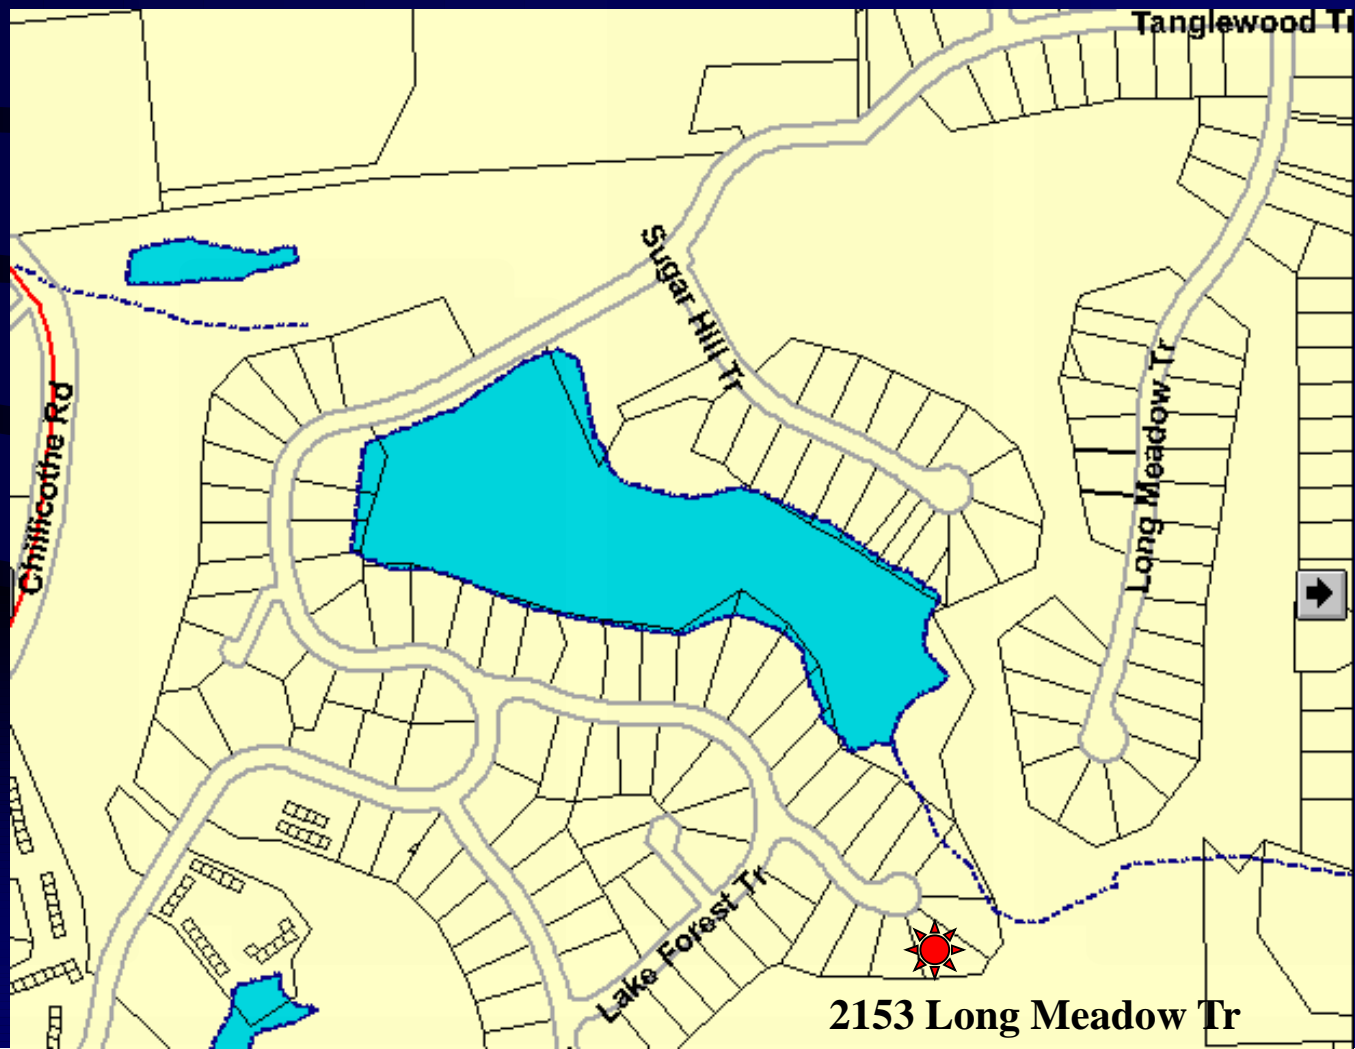 Tanglewood Tr
Sugar Hill Tr
Long Meadow Tr
Chillicothe Rd
Lake Forest Tr
2153 Long Meadow Tr